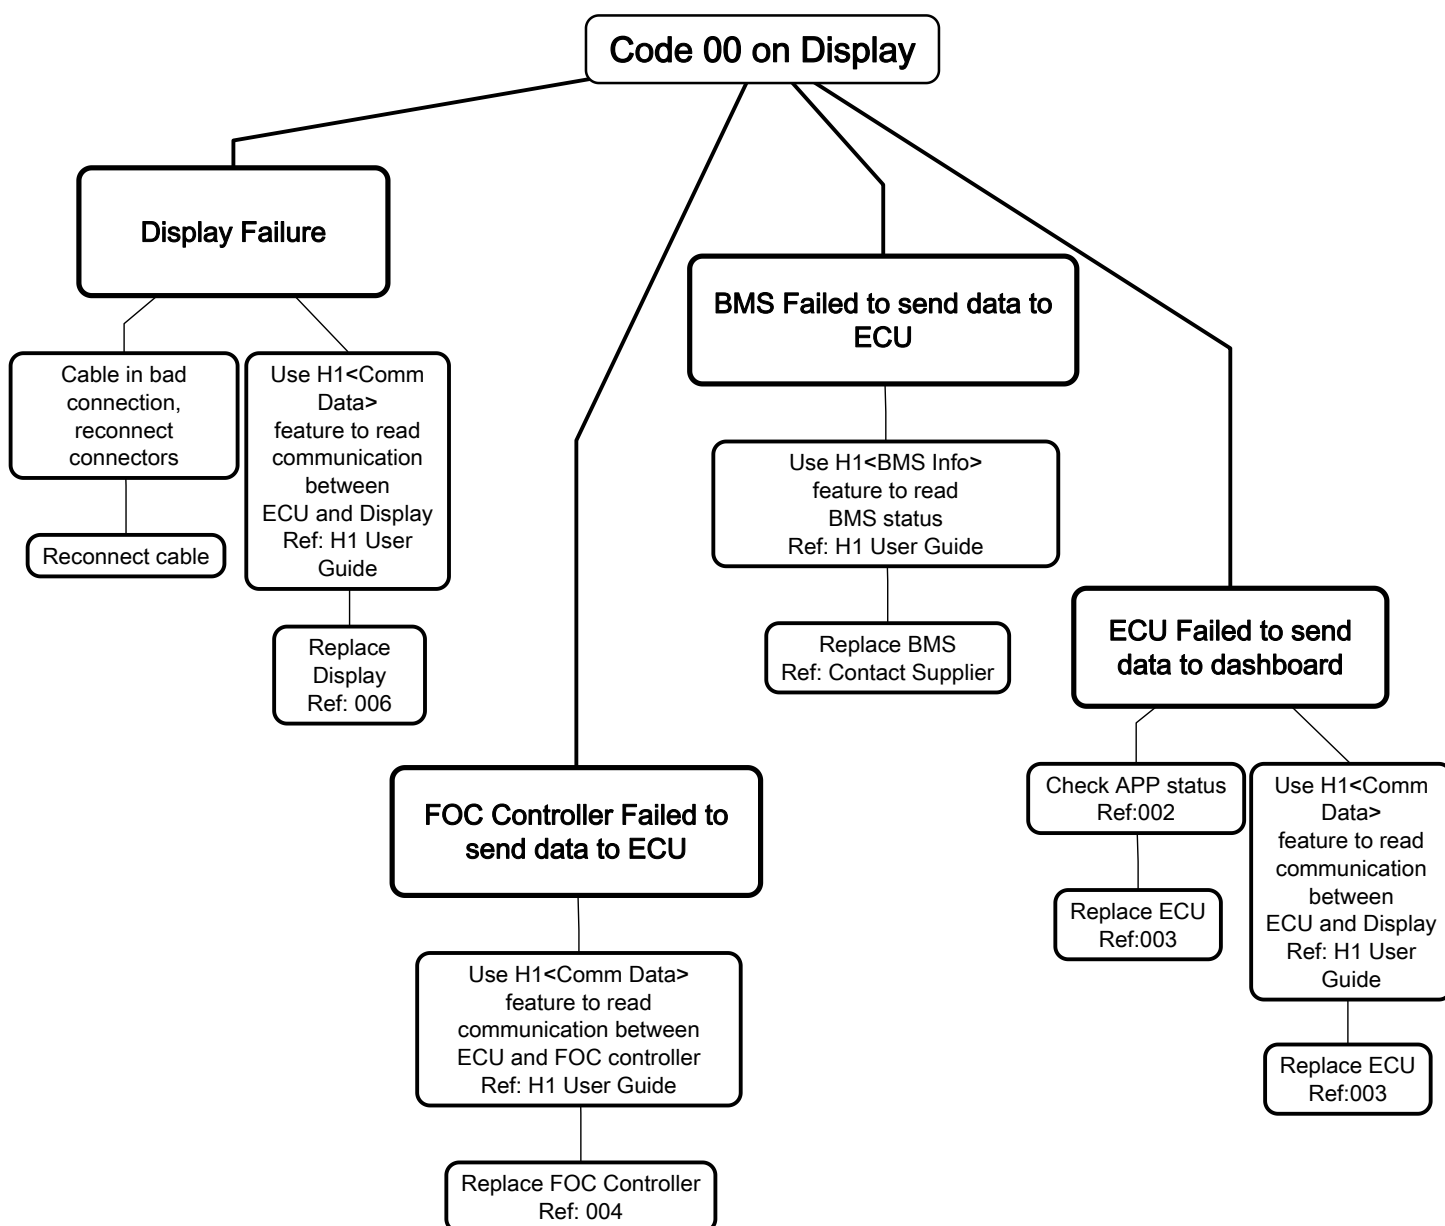 Code 00 on Display
Display Failure
Cable in bad
connection,
reconnect
connectors
Reconnect cable
Use H1<Comm
Data>
feature to read
communication
between
ECU and Display
Ref: H1 User
Guide
Replace
Display
Ref: 006
FOC Controller Failed to
send data to ECU
Use H1<Comm Data>
feature to read
communication between
ECU and FOC controller
Ref: H1 User Guide
Replace FOC Controller
Ref: 004
BMS Failed to send data to
ECU
Use H1<BMS Info>
feature to read
BMS status
Ref: H1 User Guide
Replace BMS
Ref: Contact Supplier
ECU Failed to send
data to dashboard
Check APP status
Ref:002
Replace ECU
Ref:003
Use H1<Comm
Data>
feature to read
communication
between
ECU and Display
Ref: H1 User
Guide
Replace ECU
Ref:003